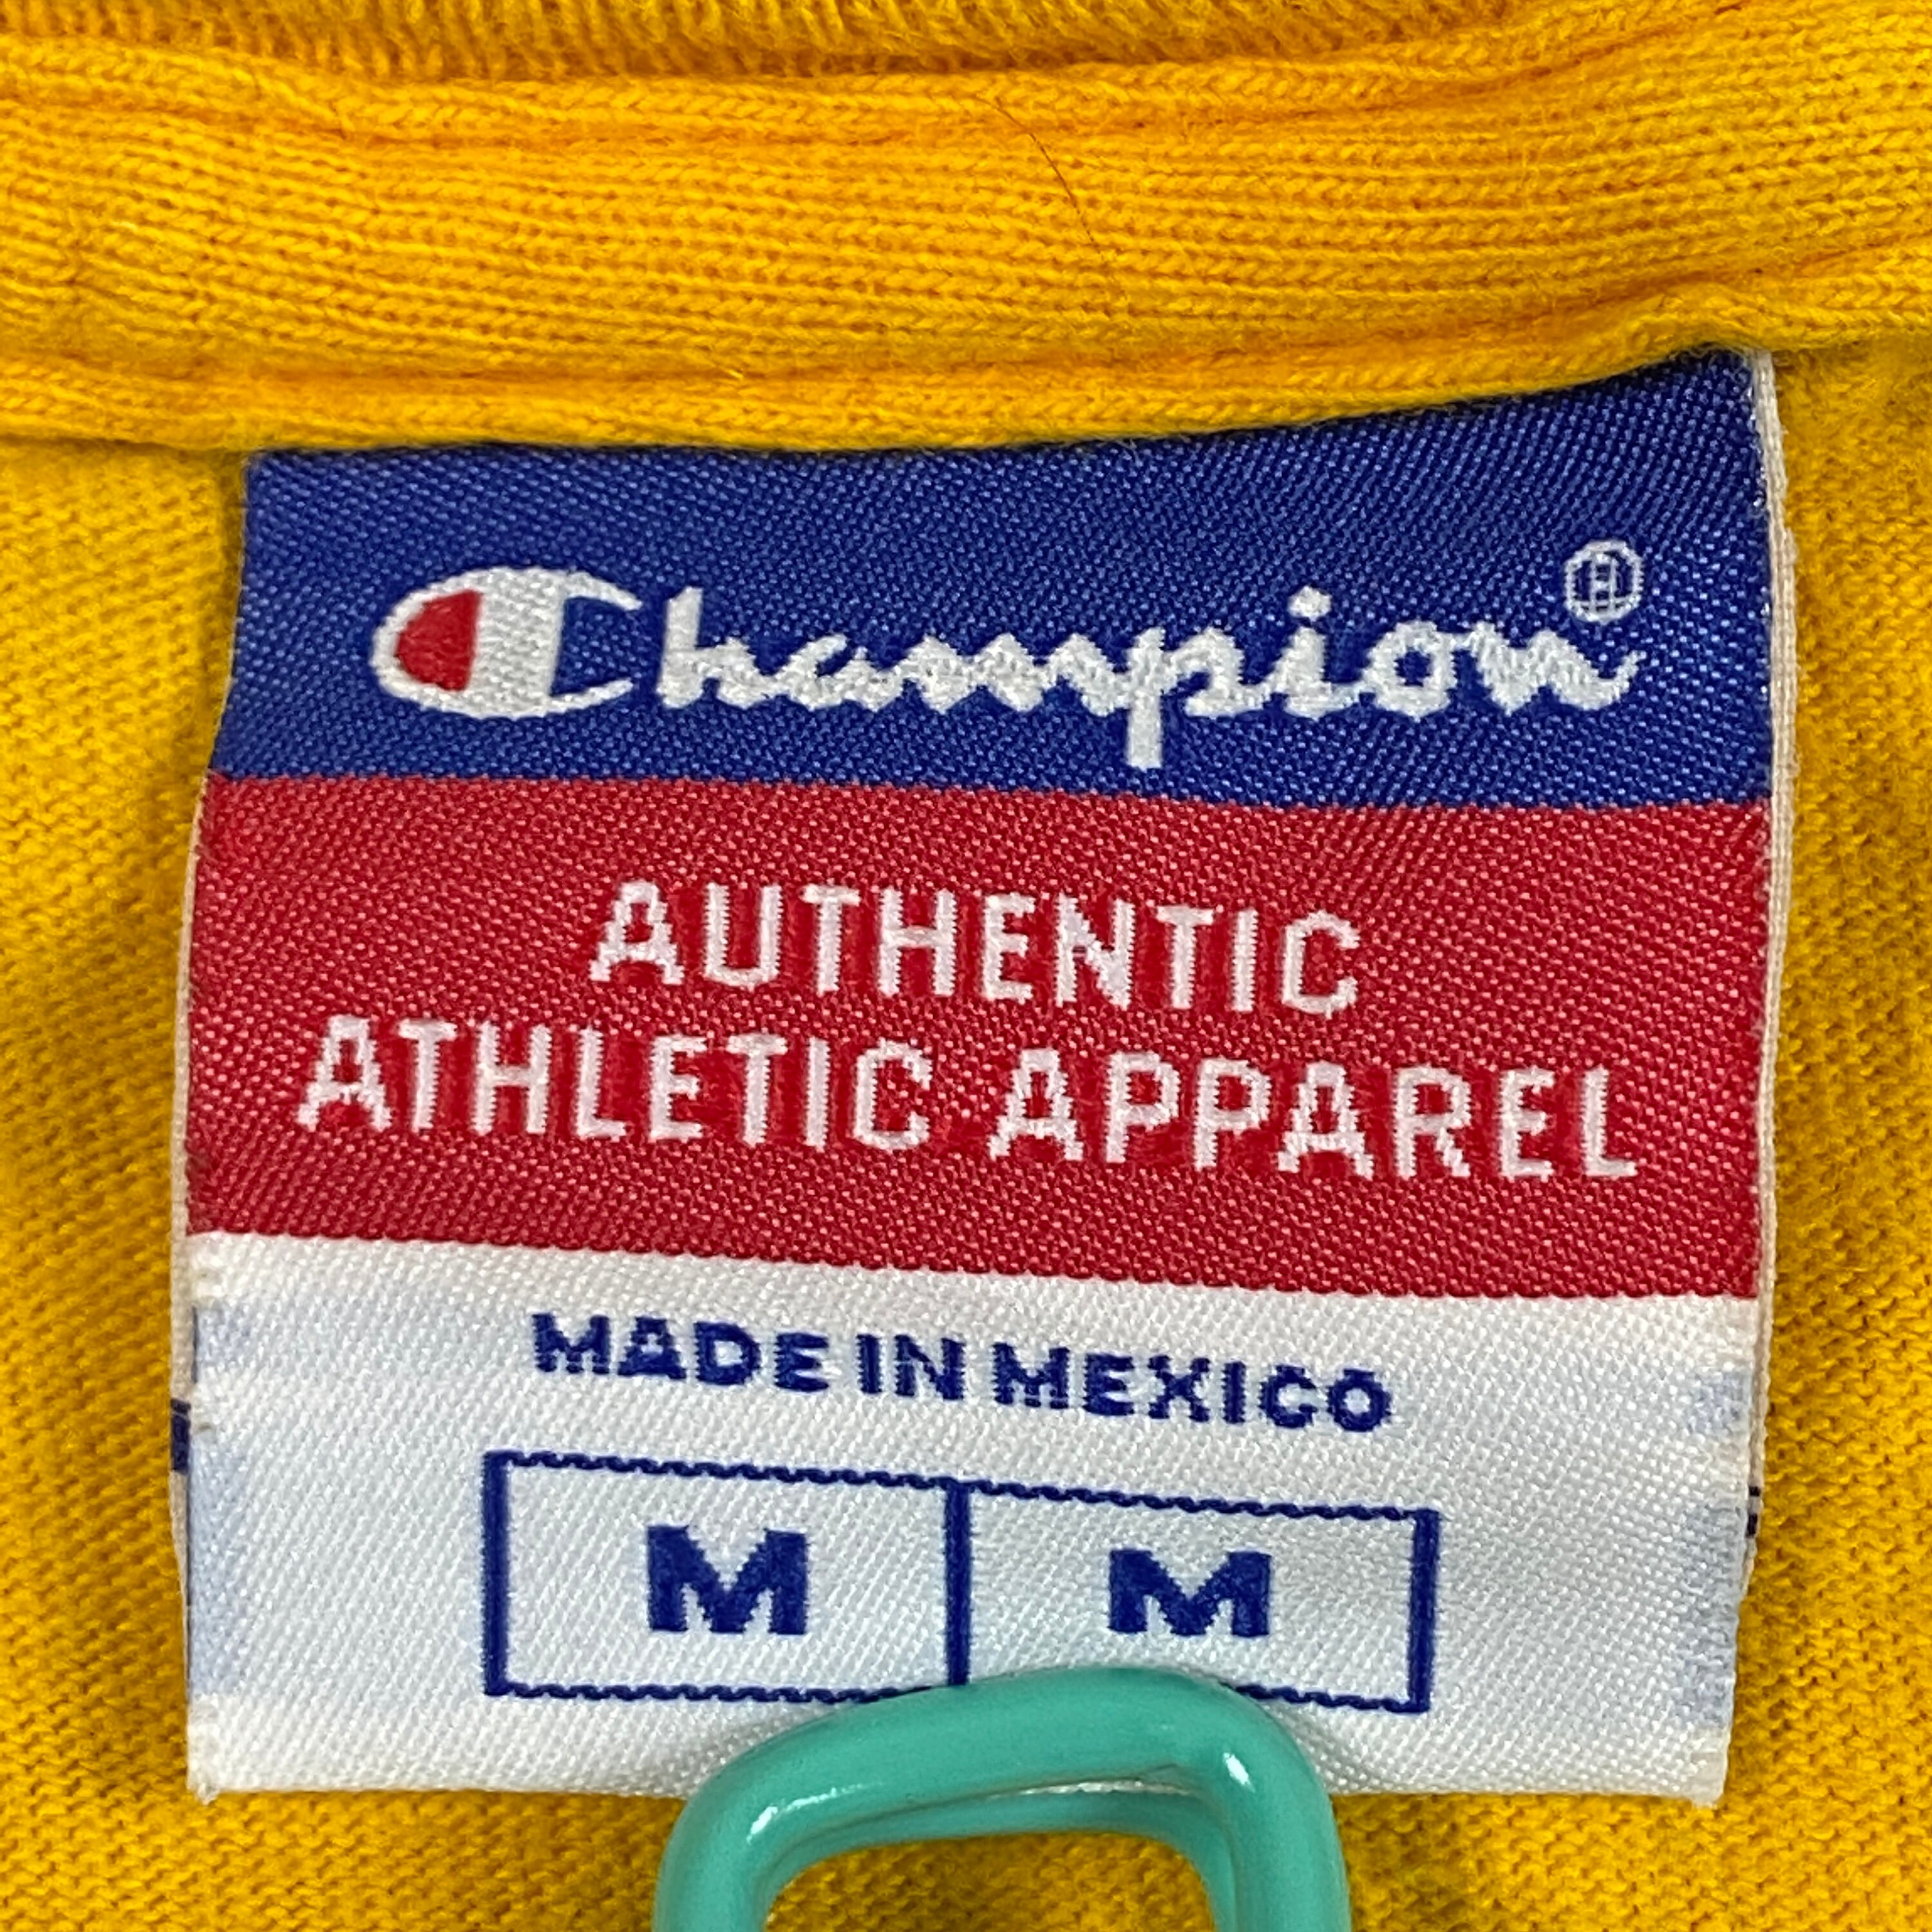 Champion®
AUTHENTIC
ATHLETIC APPAREL
MADE IN MEXICO
M M